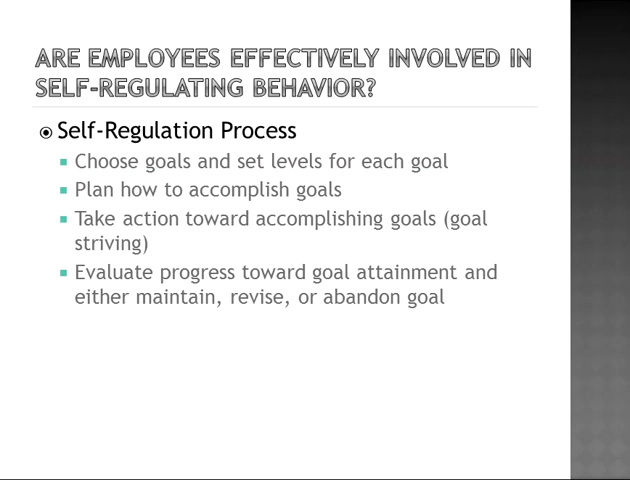 ARE EMPLOYEES EFFECTIVELY INVOLVED IN
SELF-REGULATING BEHAVIOR?
Self-Regulation Process
Choose goals and set levels for each goal
Plan how to accomplish goals
Take action toward accomplishing goals (goal
striving)
Evaluate progress toward goal attainment and
either maintain, revise, or abandon goal